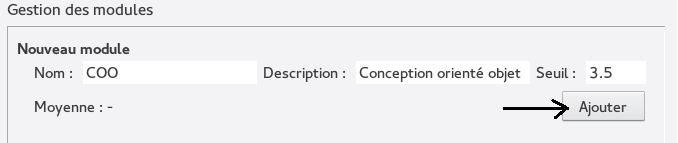 Gestion des modules
Nouveau module
Nom : COO Description : Conception orienté objet Seuil : 3.5
Moyenne : - Ajouter